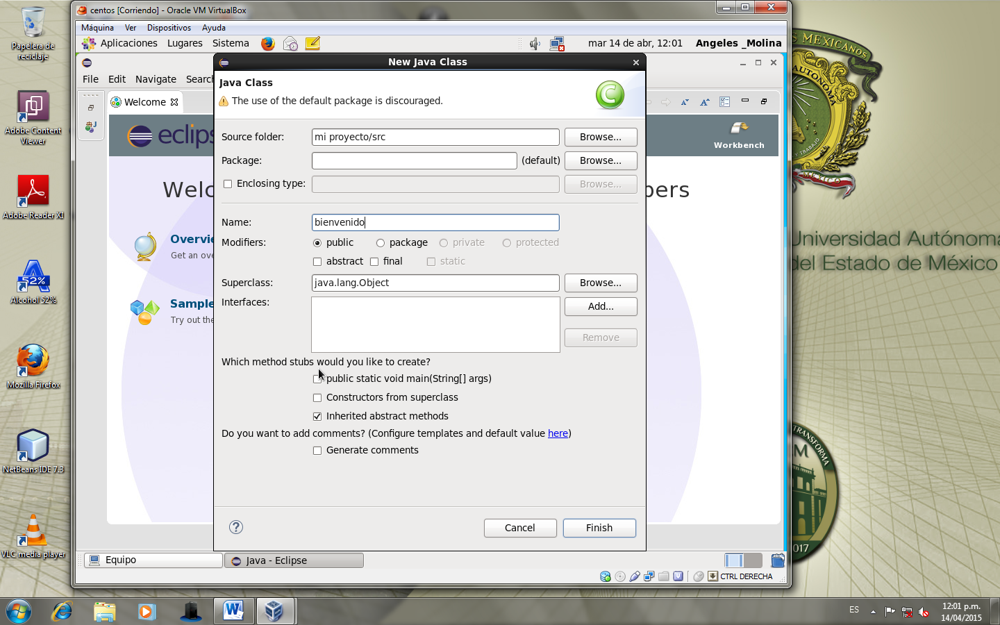 centos [Corriendo] - Oracle VM VirtualBox
Máquina Ver Dispositivos Ayuda
Aplicaciones Lugares Sistema mar 14 de abr, 12:01 Angeles _Molina
New Java Class
File Edit Navigate Search
Java Class
The use of the default package is discouraged.
Welcome
eclips
Workbench
Source folder: mi proyecto/src Browse...
Package: (default) Browse...
Enclosing type: Browse...
Welc
bers
Name: bienvenido
Modifiers: public package private protected
abstract final static
Superclass: java.lang.Object Browse...
Interfaces: Add...
Remove
Overvie
Get an ove
Sample
Try out the
Which method stubs would you like to create?
public static void main(String[] args)
Constructors from superclass
Inherited abstract methods
Do you want to add comments? (Configure templates and default value here)
Generate comments
? Cancel Finish
Equipo Java - Eclipse
CTRL DERECHA
Papelera de
reciclaje
Adobe Content
Viewer
Adobe Reader XI
52%
Alcohol 52%
Mozilla Firefox
NetBeans IDE 7.3
VLC media player
MEXICANOS
AUTÓNOMA
TRABAJO
MÉXICO
Universidad Autónoma
del Estado de México
TRANSFORMA
M
017
ES
12:01 p.m.
14/04/2015